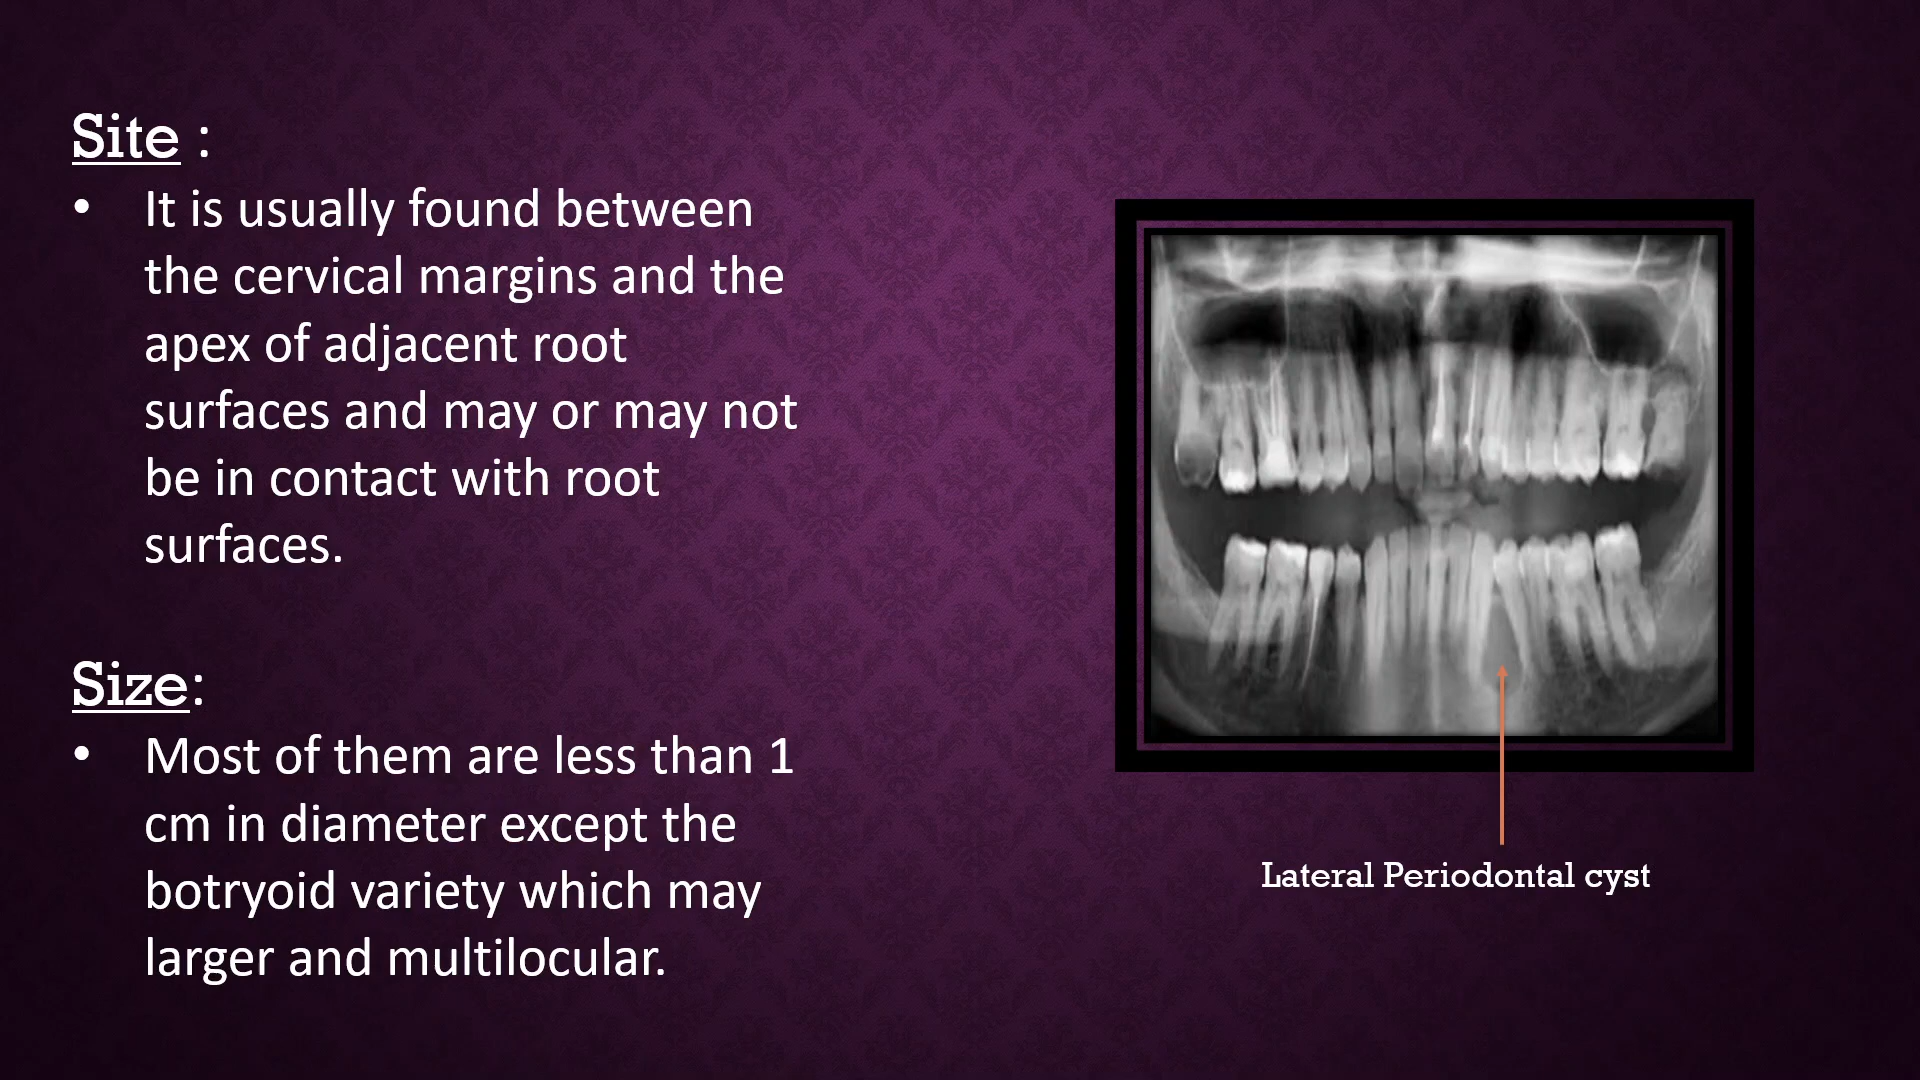 Site :
• It is usually found between
the cervical margins and the
apex of adjacent root
surfaces and may or may not
be in contact with root
surfaces.
Size:
• Most of them are less than 1
cm in diameter except the
botryoid variety which may
larger and multilocular.
Lateral Periodontal cyst